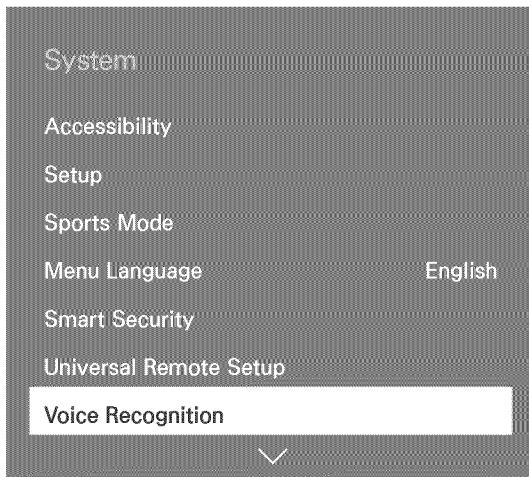 System
Accessibility
Setup
Sports Mode
Menu Language English
Smart Security
Universal Remote Setup
Voice Recognition